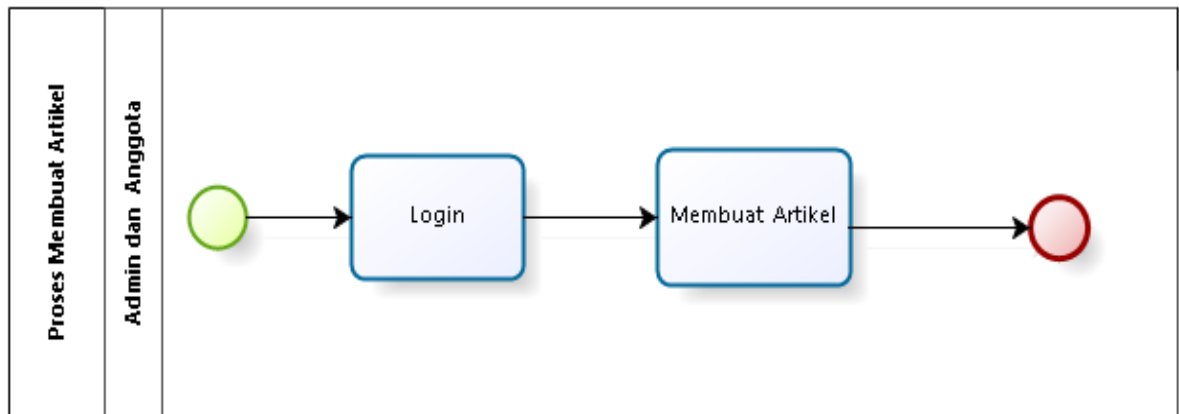 Proses Membuat Artikel
Admin dan Anggota
Login
Membuat Artikel